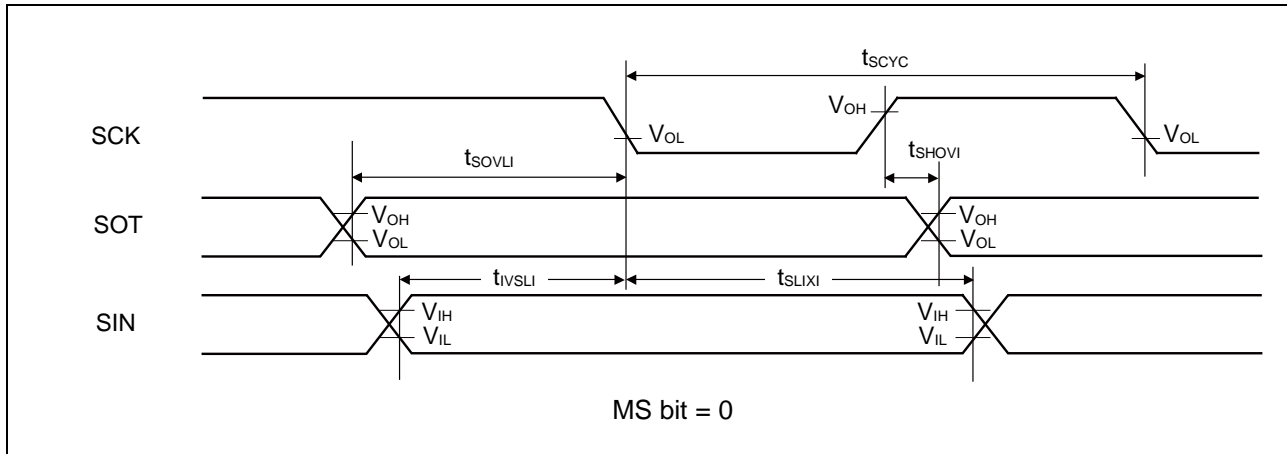 tSCYC
SCK
VOH
VOL
VOL
tSOVLI
tSHOVI
SOT
VOH
VOL
VOH
VOL
tIVSLI
tSLIXI
SIN
VIH
VIL
VIH
VIL
MS bit = 0